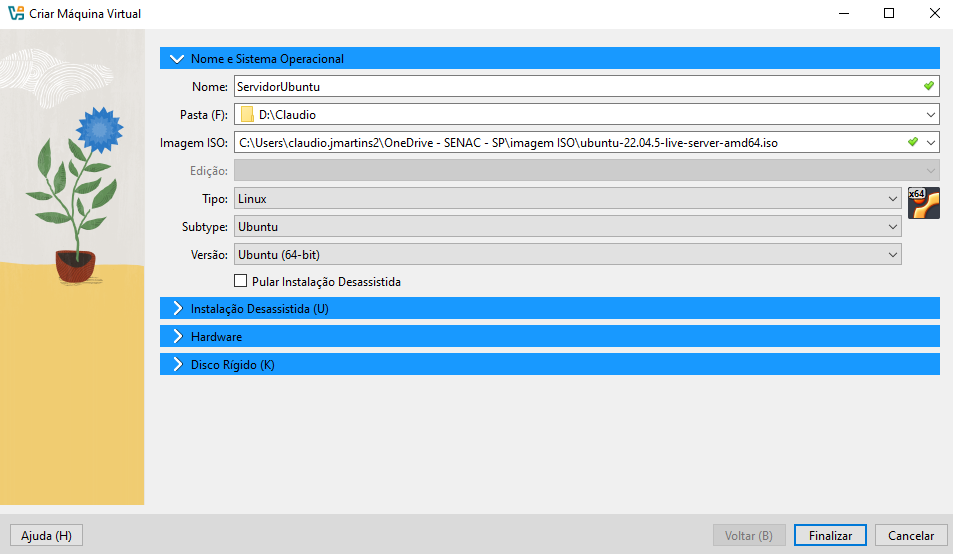 Criar Máquina Virtual
Nome e Sistema Operacional
Nome: ServidorUbuntu
Pasta (F): D:\Claudio
Imagem ISO: C:\Users\claudio.jmartins2\OneDrive - SENAC - SP\imagem ISO\ubuntu-22.04.5-live-server-amd64.iso
Edição:
Tipo: Linux
x64
Subtype: Ubuntu
Versão: Ubuntu (64-bit)
Pular Instalação Desassistida
Instalação Desassistida (U)
Hardware
Disco Rígido (K)
Ajuda (H) Voltar (B) Finalizar Cancelar